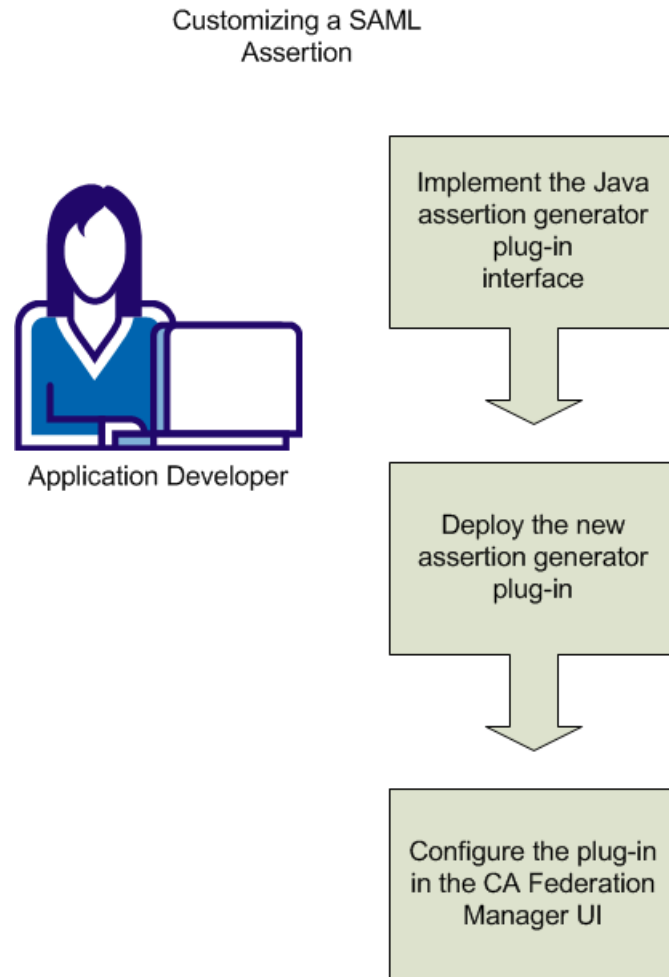 Customizing a SAML
Assertion
Implement the Java
assertion generator
plug-in
interface
Application Developer
Deploy the new
assertion generator
plug-in
Configure the plug-in
in the CA Federation
Manager UI